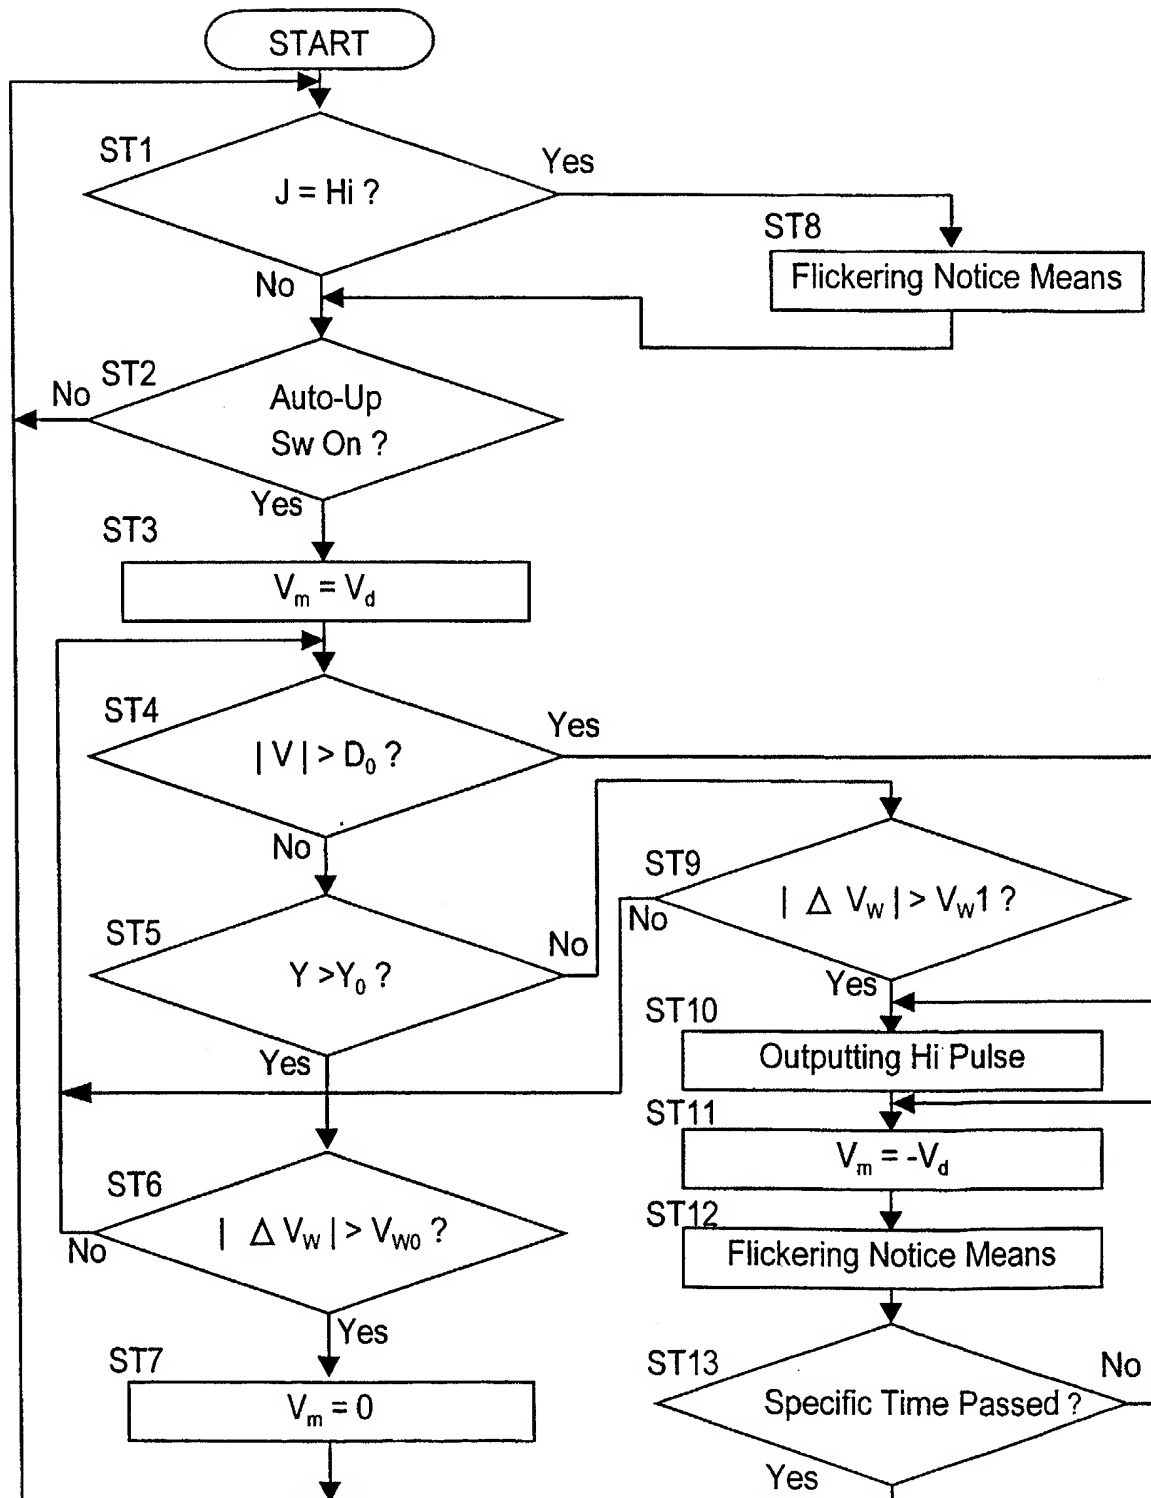 START
ST1
J = Hi ?
Yes
No
ST8
Flickering Notice Means
ST2
No
Auto-Up
Sw On ?
Yes
ST3
Vm = Vd
ST4
| V | > D0 ?
Yes
No
ST5
Y >Y0 ?
No
Yes
ST9
| Δ VW | > VW1 ?
No
Yes
ST10
Outputting Hi Pulse
ST11
Vm = -Vd
ST12
Flickering Notice Means
ST6
| Δ VW | > VW0 ?
No
Yes
ST7
Vm = 0
ST13
Specific Time Passed ?
No
Yes